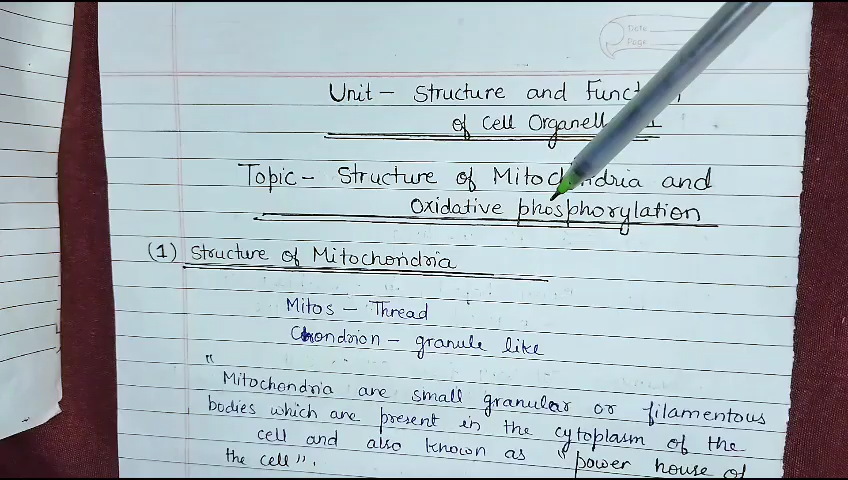 Date
Page
Unit - Structure and Funct
of Cell Organell
Topic - Structure of Mitochondria and
Oxidative phosphorylation
(1) Structure of Mitochondria
Mitos - Thread
Chondrion - granule like
"Mitochondria are small granular or filamentous
bodies which are present in the cytoplasm of the
cell and also known as "power house of
the cell".